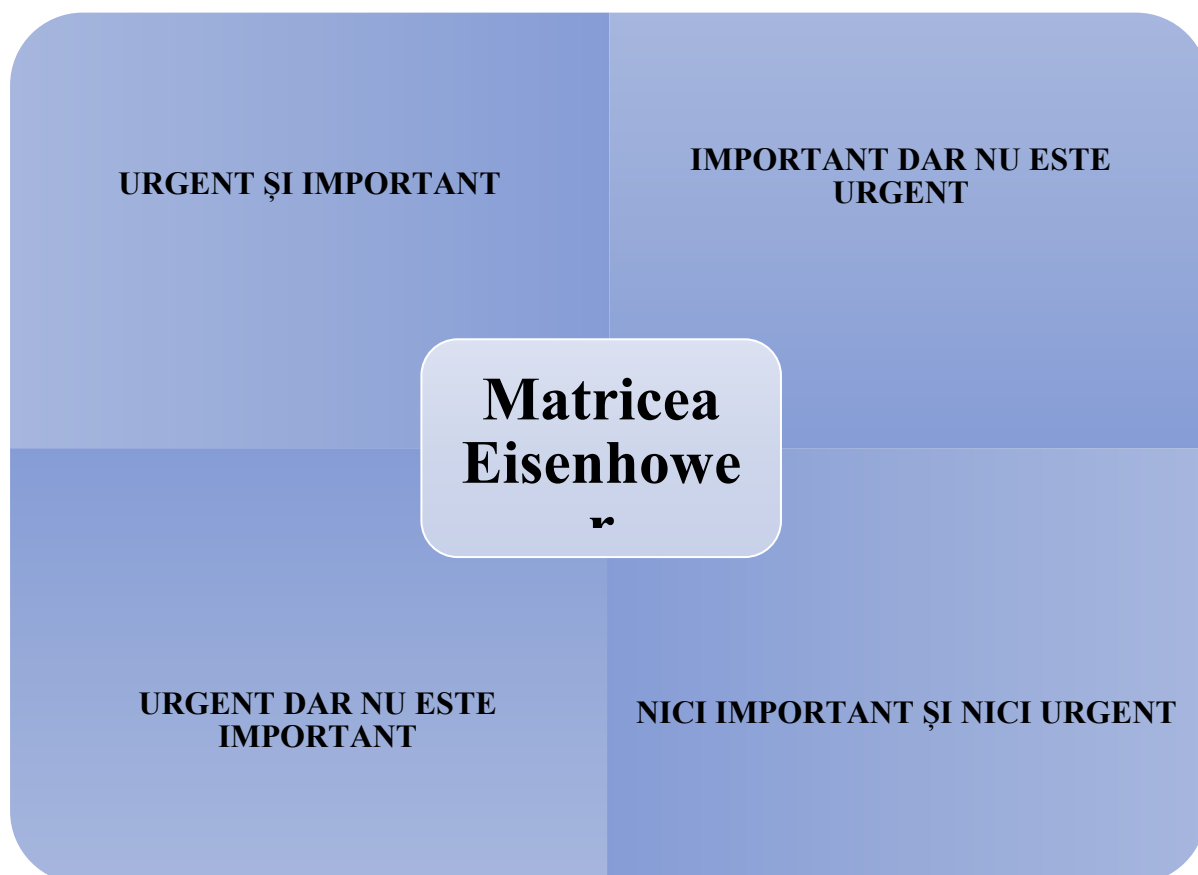 URGENT ȘI IMPORTANT
IMPORTANT DAR NU ESTE
URGENT
Matricea
Eisenhowe
r
URGENT DAR NU ESTE
IMPORTANT
NICI IMPORTANT ȘI NICI URGENT